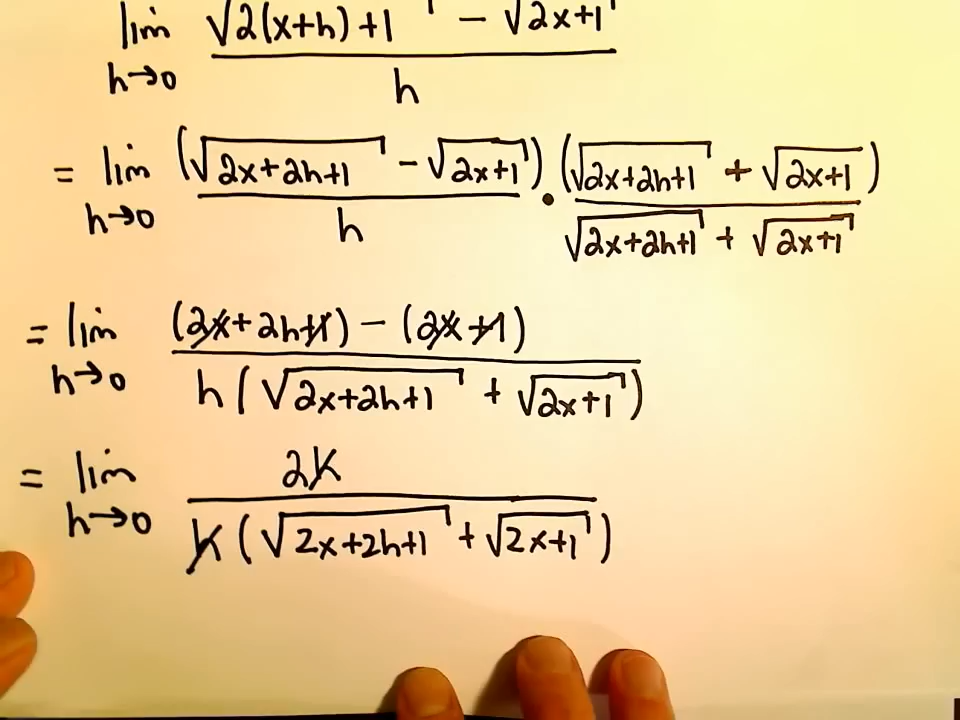 lim h→0 (√2(x+h)+1 − √2x+1) / h
= lim h→0 (√2x+2h+1 − √2x+1) / h · (√2x+2h+1 + √2x+1) / (√2x+2h+1 + √2x+1)
= lim h→0 ((2x+2h+1) − (2x+1)) / (h(√2x+2h+1 + √2x+1))
= lim h→0 2h / (h(√2x+2h+1 + √2x+1))